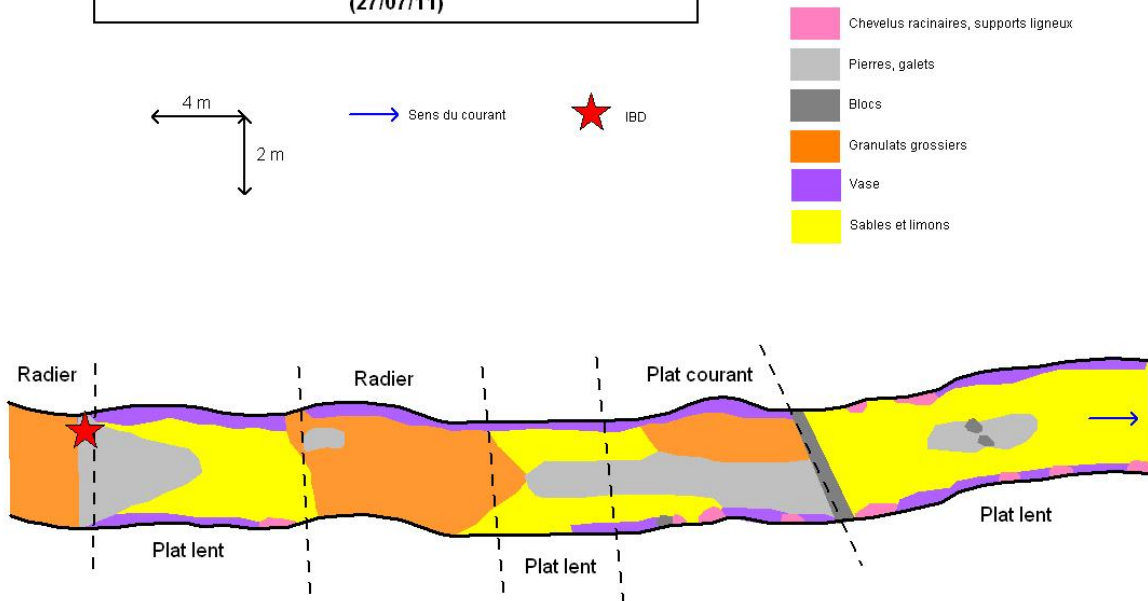 (27/07/11)
Chevelus racinaires, supports ligneux
Pierres, galets
Blocs
Granulats grossiers
Vase
Sables et limons
4 m
2 m
Sens du courant
IBD
Radier
Radier
Plat courant
Plat lent
Plat lent
Plat lent